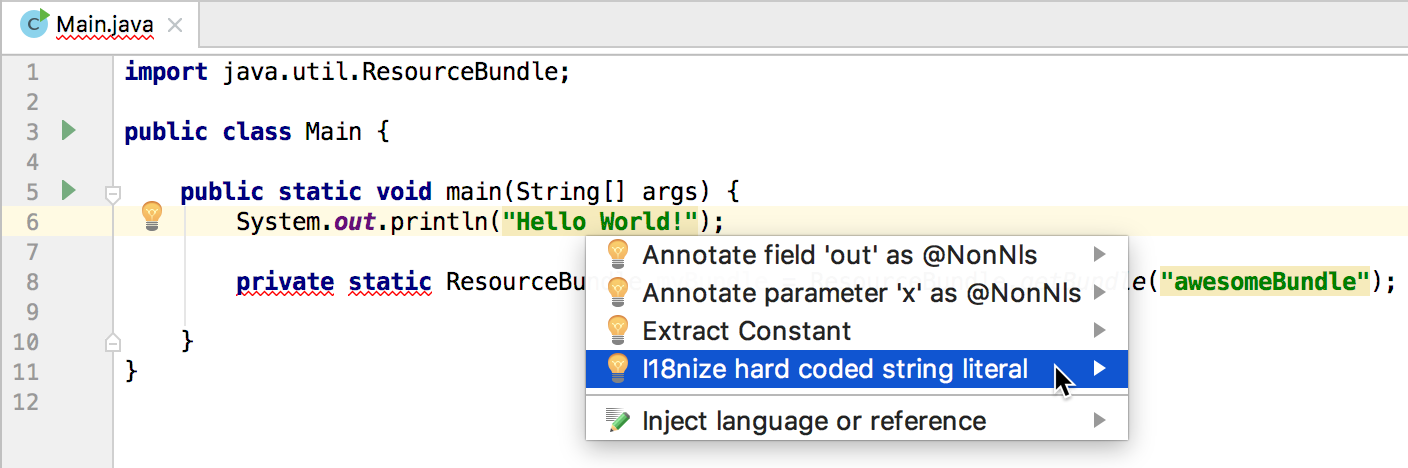 C Main.java
1 import java.util.ResourceBundle;
2
3 public class Main {
4
5 public static void main(String[] args) {
6 System.out.println("Hello World!");
Annotate field 'out' as @NonNls
7
8 private static ResourceBundle("awesomeBundle");
Annotate parameter 'x' as @NonNls
9
Extract Constant
10 }
11 }
I18nize hard coded string literal
12
Inject language or reference